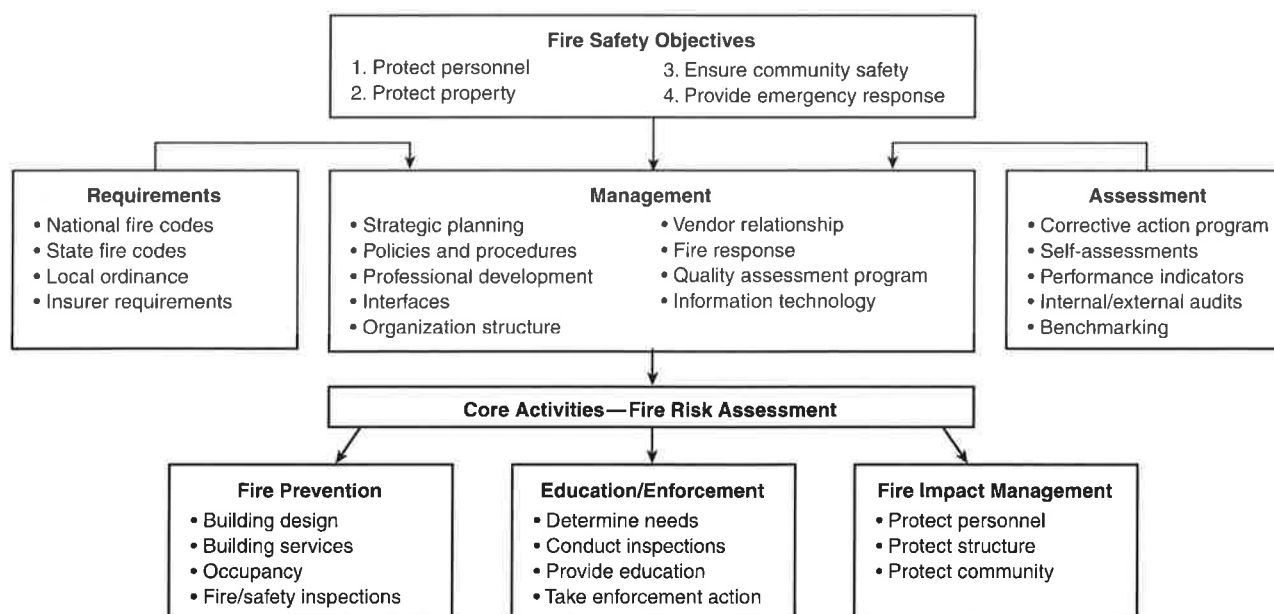 Fire Safety Objectives
1. Protect personnel
2. Protect property
3. Ensure community safety
4. Provide emergency response
Requirements
• National fire codes
• State fire codes
• Local ordinance
• Insurer requirements
Management
• Strategic planning
• Policies and procedures
• Professional development
• Interfaces
• Organization structure
• Vendor relationship
• Fire response
• Quality assessment program
• Information technology
Assessment
• Corrective action program
• Self-assessments
• Performance indicators
• Internal/external audits
• Benchmarking
Core Activities—Fire Risk Assessment
Fire Prevention
• Building design
• Building services
• Occupancy
• Fire/safety inspections
Education/Enforcement
• Determine needs
• Conduct inspections
• Provide education
• Take enforcement action
Fire Impact Management
• Protect personnel
• Protect structure
• Protect community